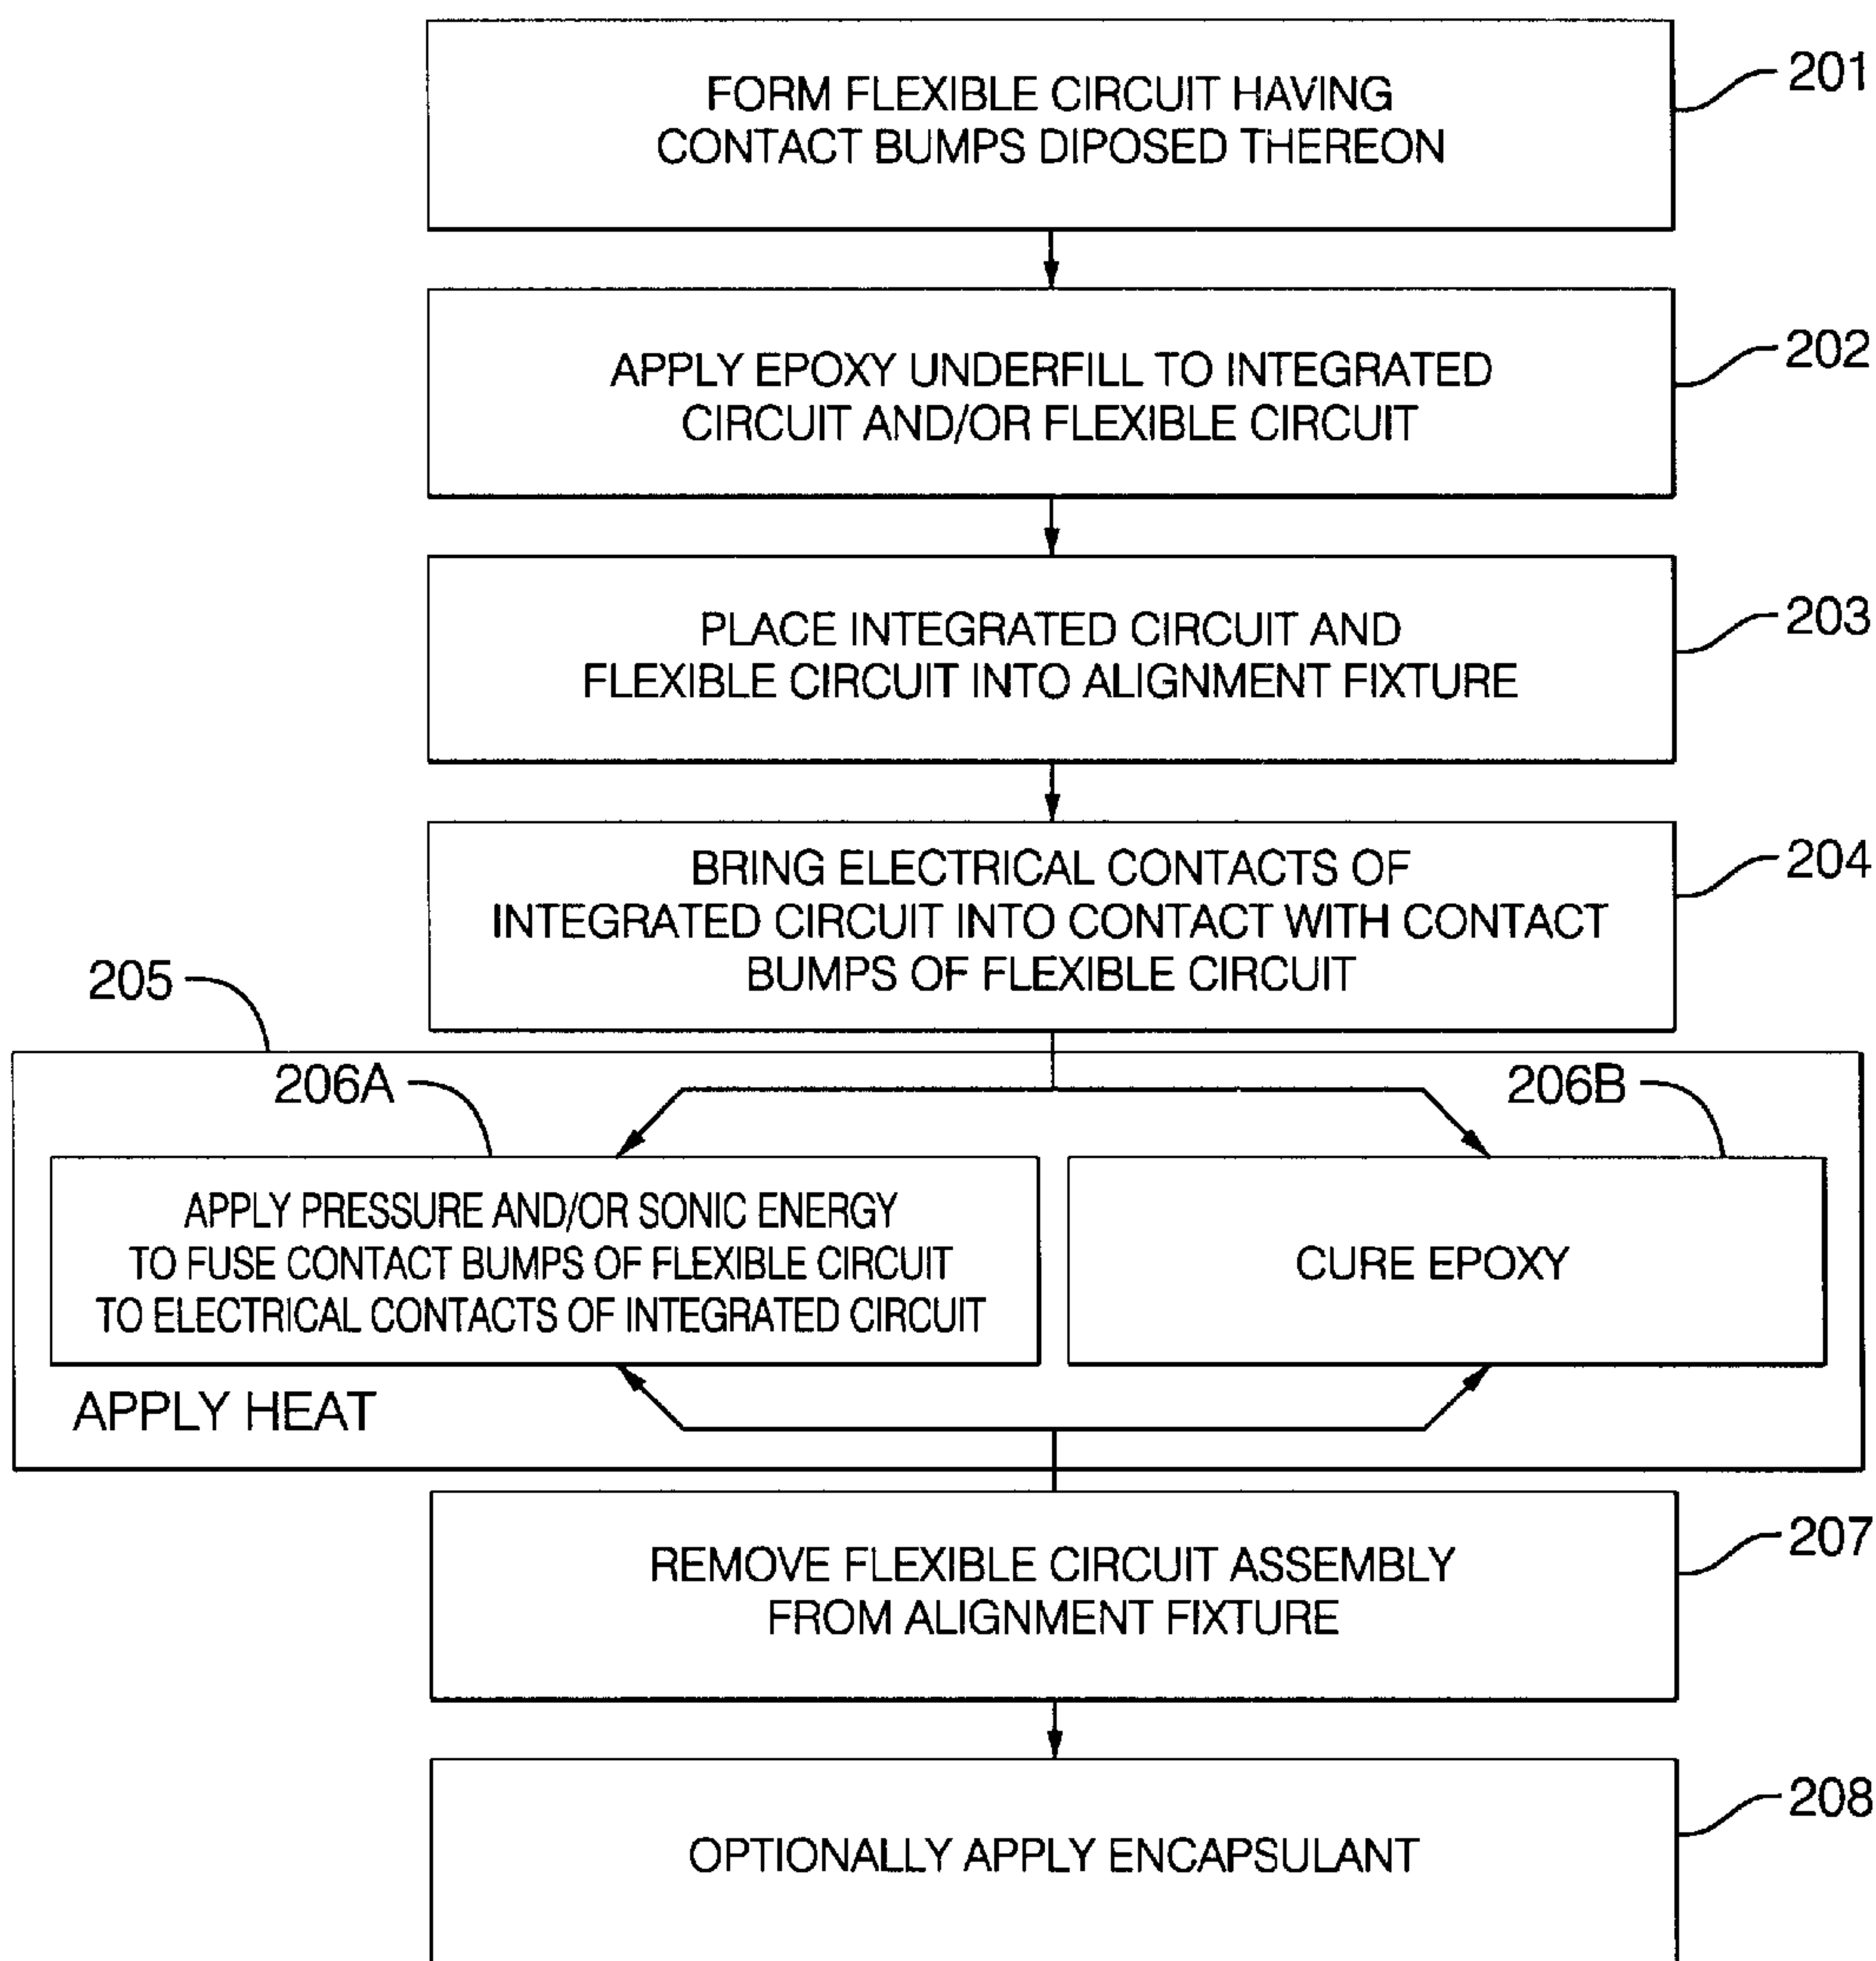 FORM FLEXIBLE CIRCUIT HAVING
CONTACT BUMPS DIPOSED THEREON
201
APPLY EPOXY UNDERFILL TO INTEGRATED
CIRCUIT AND/OR FLEXIBLE CIRCUIT
202
PLACE INTEGRATED CIRCUIT AND
FLEXIBLE CIRCUIT INTO ALIGNMENT FIXTURE
203
BRING ELECTRICAL CONTACTS OF
INTEGRATED CIRCUIT INTO CONTACT WITH CONTACT
BUMPS OF FLEXIBLE CIRCUIT
204
205
206A
206B
APPLY PRESSURE AND/OR SONIC ENERGY
TO FUSE CONTACT BUMPS OF FLEXIBLE CIRCUIT
TO ELECTRICAL CONTACTS OF INTEGRATED CIRCUIT
CURE EPOXY
APPLY HEAT
REMOVE FLEXIBLE CIRCUIT ASSEMBLY
FROM ALIGNMENT FIXTURE
207
OPTIONALLY APPLY ENCAPSULANT
208